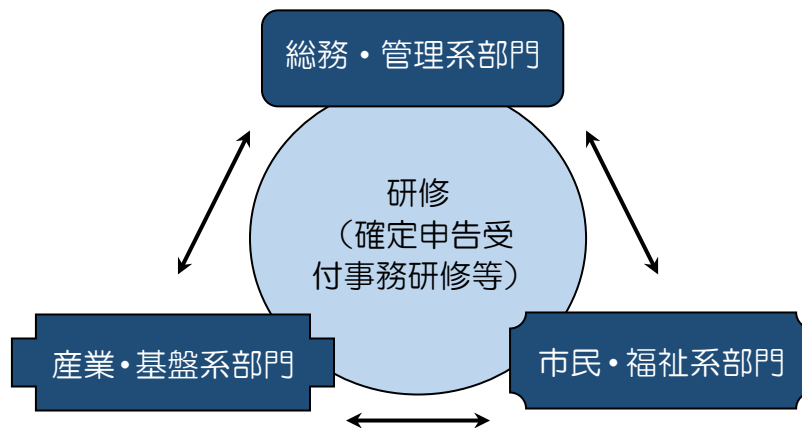 総務・管理系部門
研修
（確定申告受
付事務研修等）
産業・基盤系部門
市民・福祉系部門